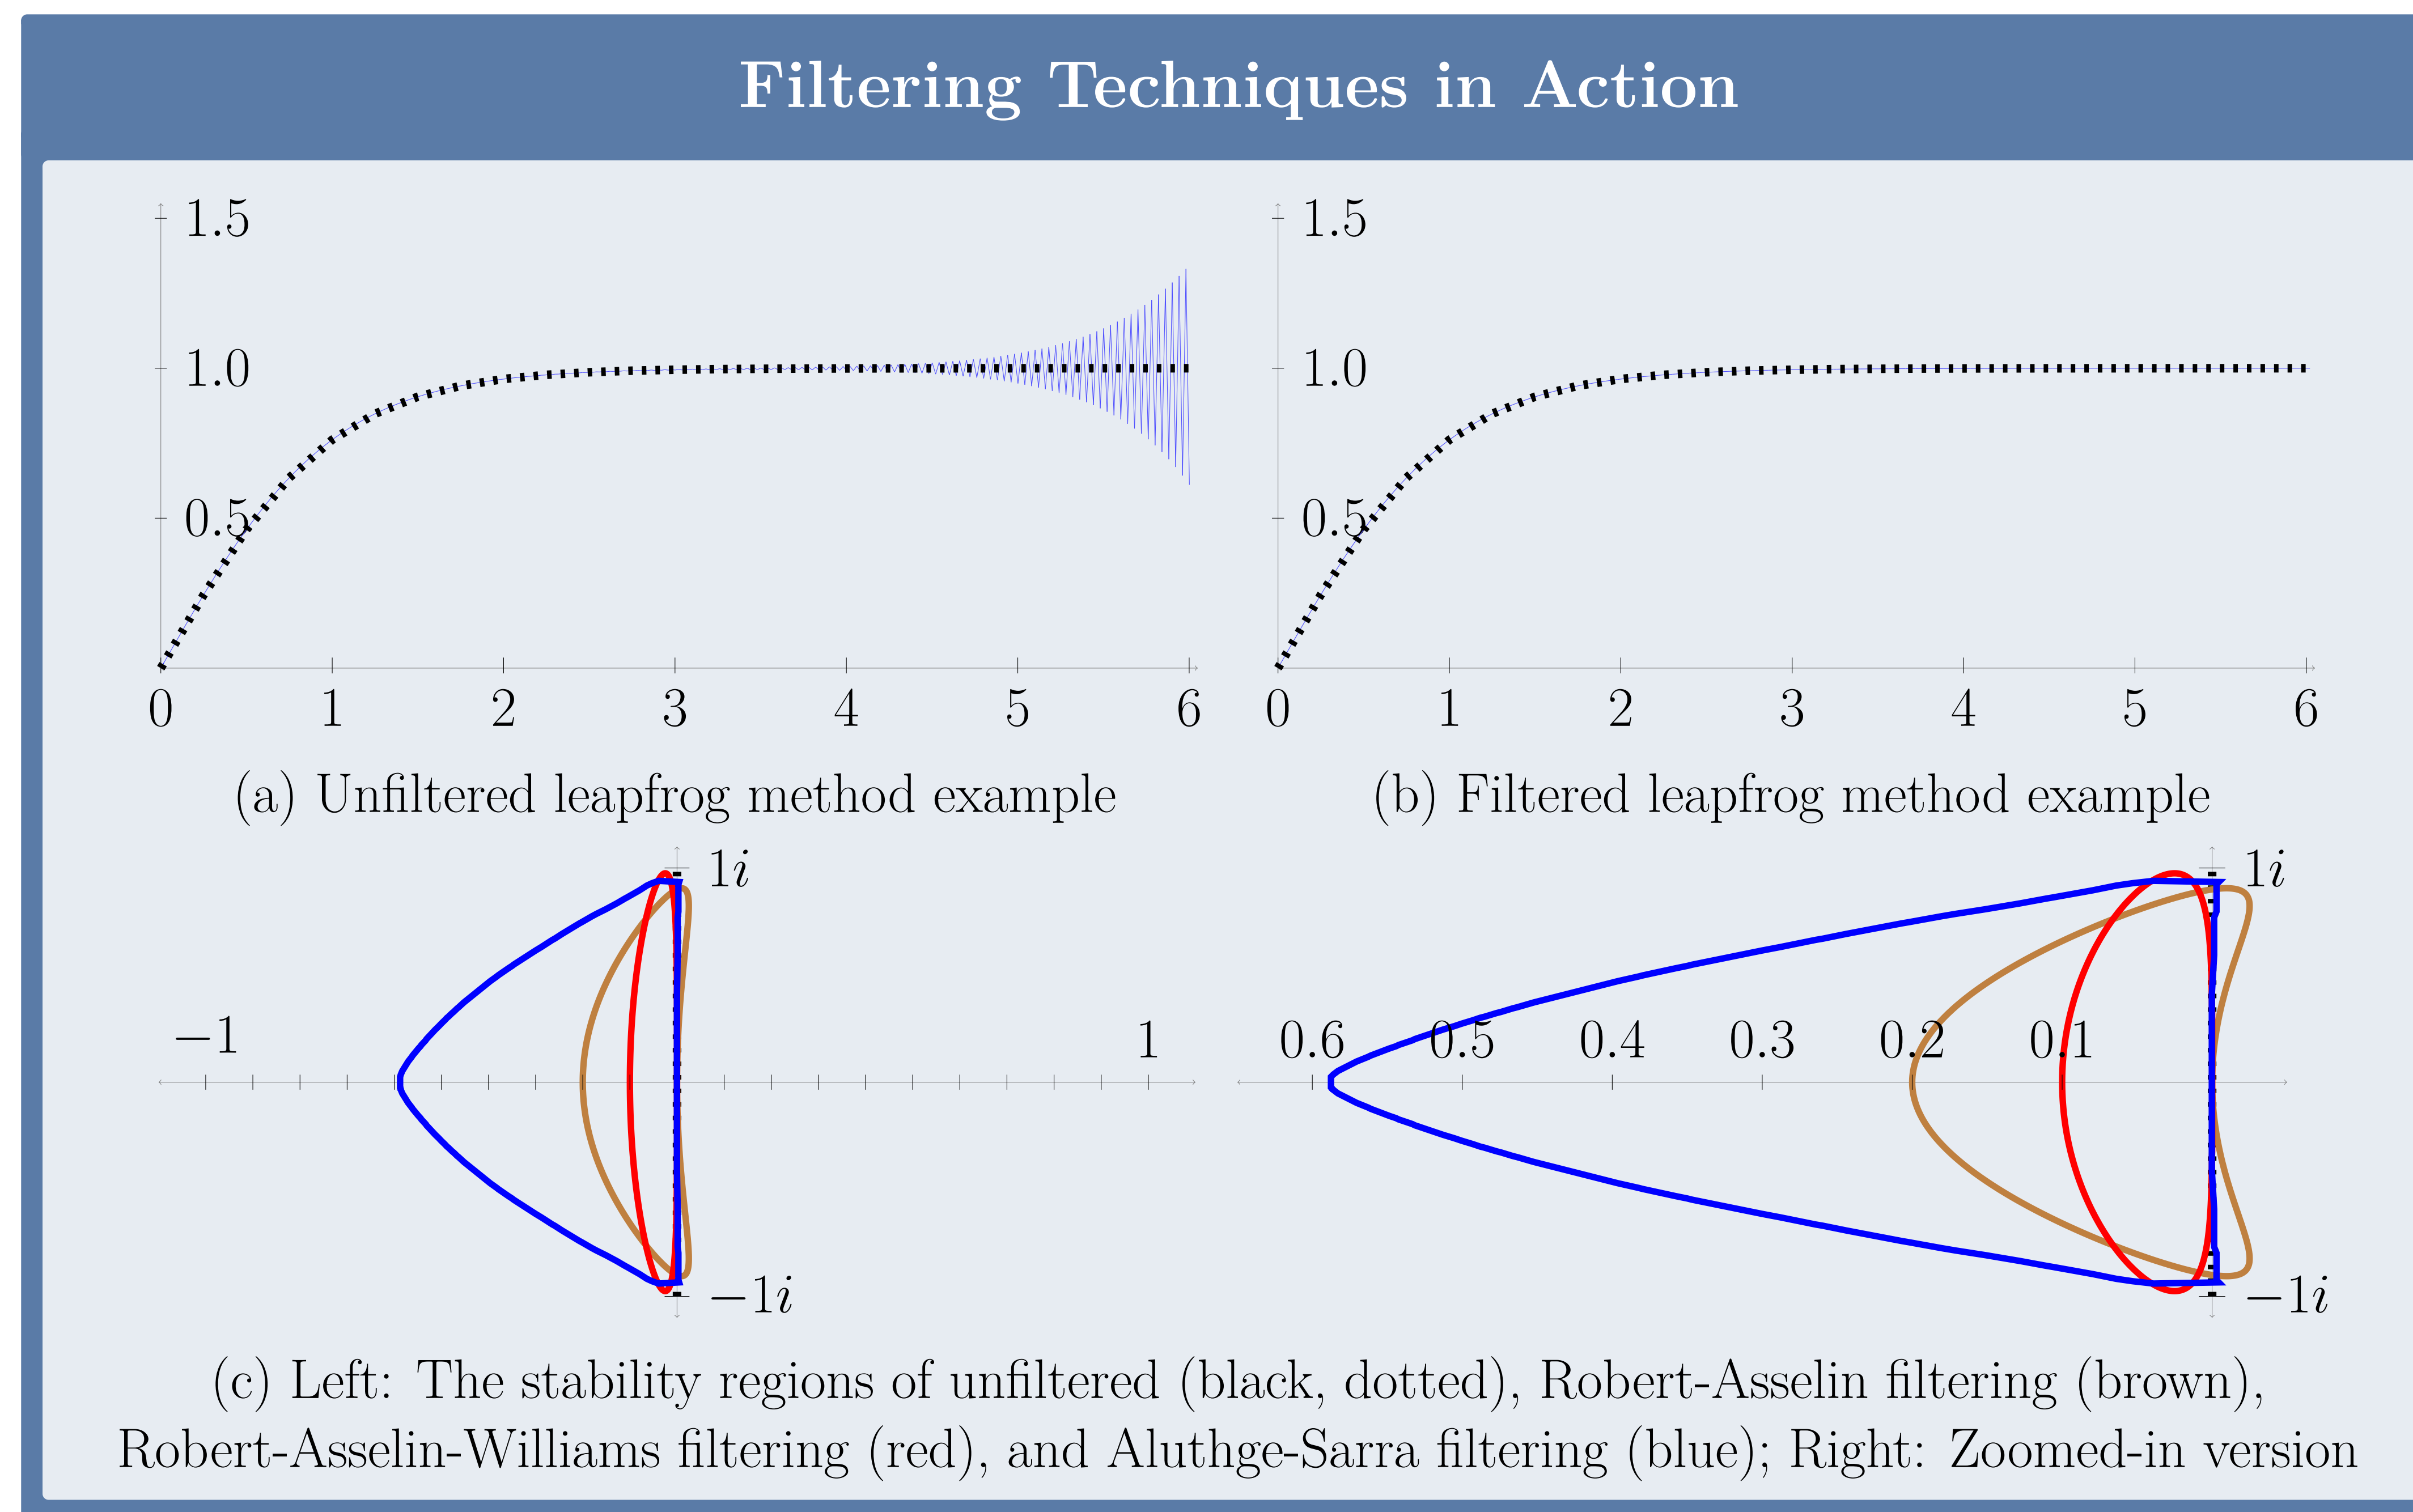 Filtering Techniques in Action
1.5
1.0
0.5
0 1 2 3 4 5 6
1.5
1.0
0.5
0 1 2 3 4 5 6
(a) Unfiltered leapfrog method example
(b) Filtered leapfrog method example
1i
−1 1
−1i
1i
0.6 0.5 0.4 0.3 0.2 0.1
−1i
(c) Left: The stability regions of unfiltered (black, dotted), Robert-Asselin filtering (brown),
Robert-Asselin-Williams filtering (red), and Aluthge-Sarra filtering (blue); Right: Zoomed-in version